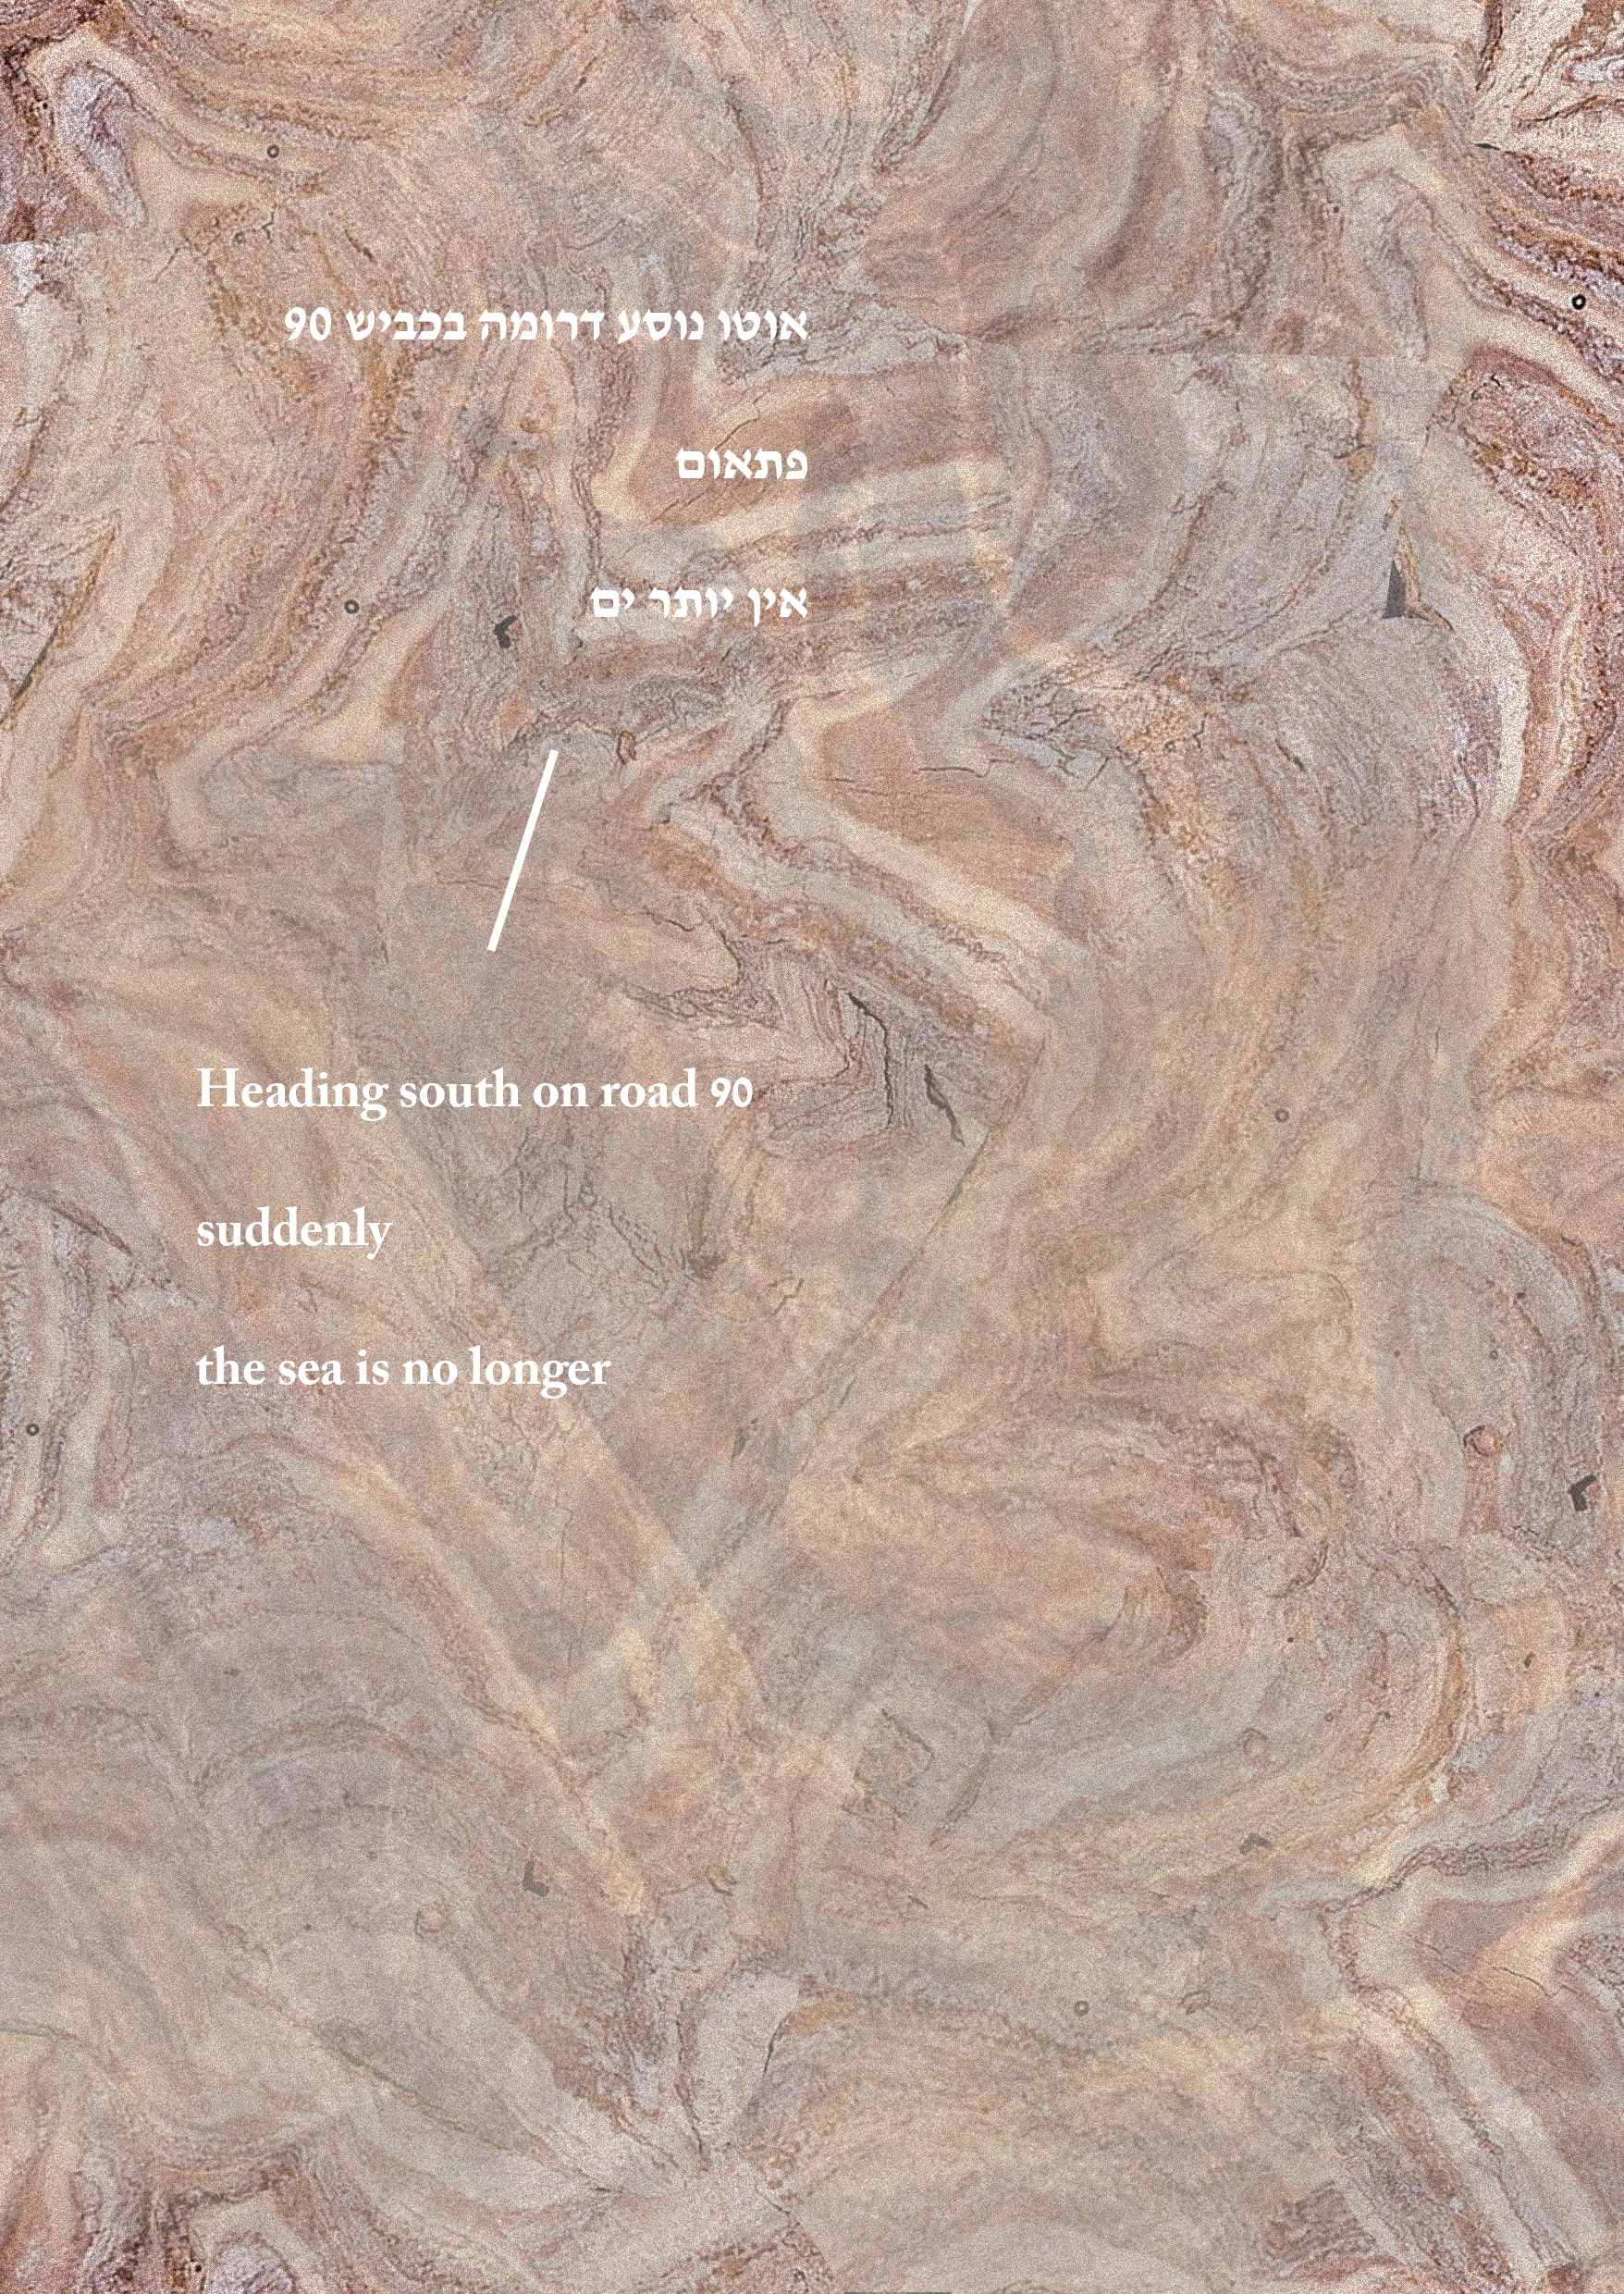 אוטו נוסע דרומה בכביש 90
פתאום
אין יותר ים
Heading south on road 90
suddenly
the sea is no longer